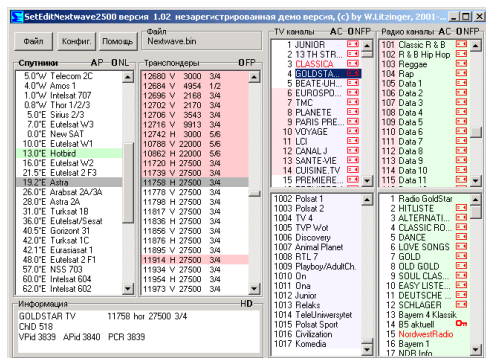 SetEditNextwave2500 версия 1.02 незарегистрированная демо версия, (c) by W.Litzinger, 2001-...
Файл
Конфиг.
Помощь
Файл
Nextwave.bin
Спутники AP ONL
5.0°W Telecom 2C
4.0°W Amos 1
1.0°W Intelsat 707
0.8°W Thor 1/2/3
5.0°E Sirius 2/3
7.0°E Eutelsat W3
0.0°E New SAT
10.0°E Eutelsat W1
13.0°E Hotbird
16.0°E Eutelsat W2
21.5°E Eutelsat 2 F3
19.2°E Astra
26.0°E Arabsat 2A/3A
28.0°E Astra 2A
31.0°E Turksat 1B
36.0°E Eutelsat/Sesat
40.5°E Gorizont 31
42.0°E Turksat 1C
42.1°E Eurasiasat 1
48.0°E Eutelsat 2 F1
57.0°E NSS 703
60.0°E Intelsat 604
62.0°E Intelsat 602
Транспондеры OFP
12680 V 3000 3/4
12684 V 4954 1/2
12696 V 2168 3/4
12702 V 2170 3/4
12706 V 3543 3/4
12716 V 9913 3/4
12742 H 3000 5/6
10788 V 22000 5/6
10862 H 22000 5/6
11720 H 27500 3/4
11739 V 27500 3/4
11758 H 27500 3/4
11778 V 27500 3/4
11798 H 27500 3/4
11817 V 27500 3/4
11836 H 27500 3/4
11856 V 27500 3/4
11876 H 27500 3/4
11895 V 27500 3/4
11914 H 27500 3/4
11934 V 27500 3/4
11954 H 27500 3/4
11973 V 27500 3/4
Информация HD
GOLDSTAR TV 11758 hor 27500 3/4
CHID 518
VPid 3839 APid 3840 PCR 3839
TV каналы AC ONFP
1 JUNIOR
2 13 TH STR...
3 CLASSICA
4 GOLDSTA...
5 BEATE-UH...
6 EUROSPO...
7 TMC
8 PLANETE
9 PARIS PRE...
10 VOYAGE
11 LCI
12 CANAL J
13 SANTE-VIE
14 CUISINE.TV
15 PREMIERE...
1002 Polsat 1
1003 Polsat 2
1004 TV 4
1005 TVP Wot
1006 Discovery
1007 Animal Planet
1008 RTL 7
1009 Playboy/AdultCh.
1010 On
1011 Ona
1012 Junior
1013 Relaks
1014 TeleUniwersytet
1015 Polsat Sport
1016 Civilization
1017 Komedia
Радио каналы AC ONFP
101 Classic R & B
102 R & B Hip Hop
103 Reggae
104 Rap
105 Data 1
106 Data 2
107 Data 3
108 Data 4
109 Data 5
110 Data 6
111 Data 7
112 Data 8
113 Data 9
114 Data 10
115 Data 11
1 Radio GoldStar
2 HITLISTE
3 ALTERNATI...
4 CLASSIC RO...
5 DANCE
6 LOVE SONGS
7 GOLD
8 OLD GOLD
9 SOUL CLAS...
10 EASY LISTE...
11 DEUTSCHE ...
12 SCHLAGER
13 Bayern 4 Klassik
14 B5 aktuell
15 NordwestRadio
16 Bayern 1
17 NDR Info